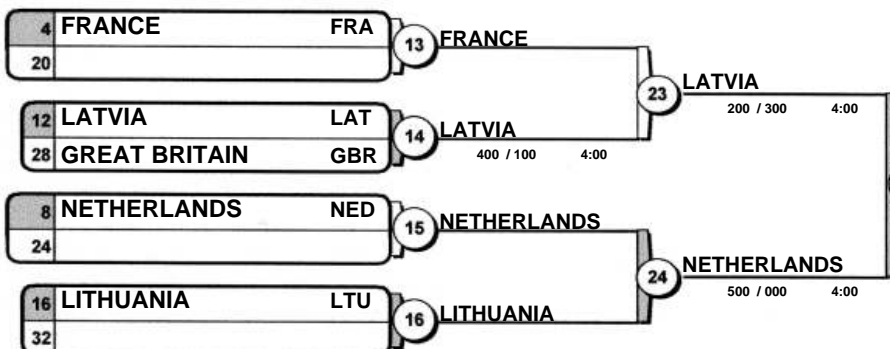 4 FRANCE FRA
20
13 FRANCE
12 LATVIA LAT
28 GREAT BRITAIN GBR
14 LATVIA
400 / 100 4:00
23 LATVIA
200 / 300 4:00
8 NETHERLANDS NED
24
15 NETHERLANDS
16 LITHUANIA LTU
32
16 LITHUANIA
24 NETHERLANDS
500 / 000 4:00